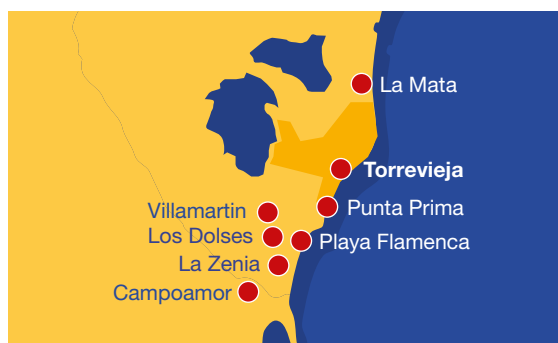 La Mata
Torrevieja
Punta Prima
Villamartin
Los Dolses
Playa Flamenca
La Zenia
Campoamor